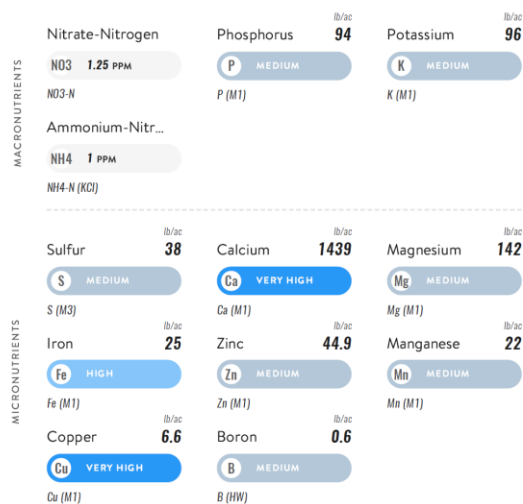 MACRONUTRIENTS
Nitrate-Nitrogen
NO3 1.25 PPM
NO3-N
lb/ac
Phosphorus 94
P MEDIUM
P (M1)
lb/ac
Potassium 96
K MEDIUM
K (M1)
Ammonium-Nitr...
NH4 1 PPM
NH4-N (KCl)
MICRONUTRIENTS
lb/ac
Sulfur 38
S MEDIUM
S (M3)
lb/ac
Calcium 1439
Ca VERY HIGH
Ca (M1)
lb/ac
Magnesium 142
Mg MEDIUM
Mg (M1)
lb/ac
Iron 25
Fe HIGH
Fe (M1)
lb/ac
Zinc 44.9
Zn MEDIUM
Zn (M1)
lb/ac
Manganese 22
Mn MEDIUM
Mn (M1)
lb/ac
Copper 6.6
Cu VERY HIGH
Cu (M1)
lb/ac
Boron 0.6
B MEDIUM
B (HW)